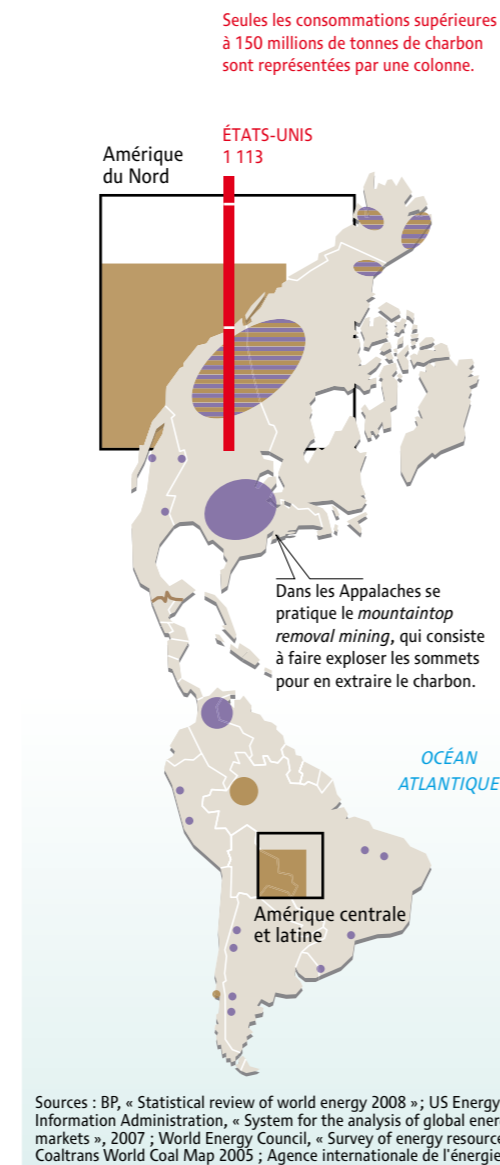 Seules les consommations supérieures
à 150 millions de tonnes de charbon
sont représentées par une colonne.
ÉTATS-UNIS
1 113
Amérique
du Nord
Dans les Appalaches se
pratique le mountaintop
removal mining, qui consiste
à faire exploser les sommets
pour en extraire le charbon.
OCÉAN
ATLANTIQUE
Amérique centrale
et latine
Sources : BP, « Statistical review of world energy 2008 » ; US Energy
Information Administration, « System for the analysis of global ener
markets », 2007 ; World Energy Council, « Survey of energy resourc
Coaltrans World Coal Map 2005 ; Agence internationale de l'énergie